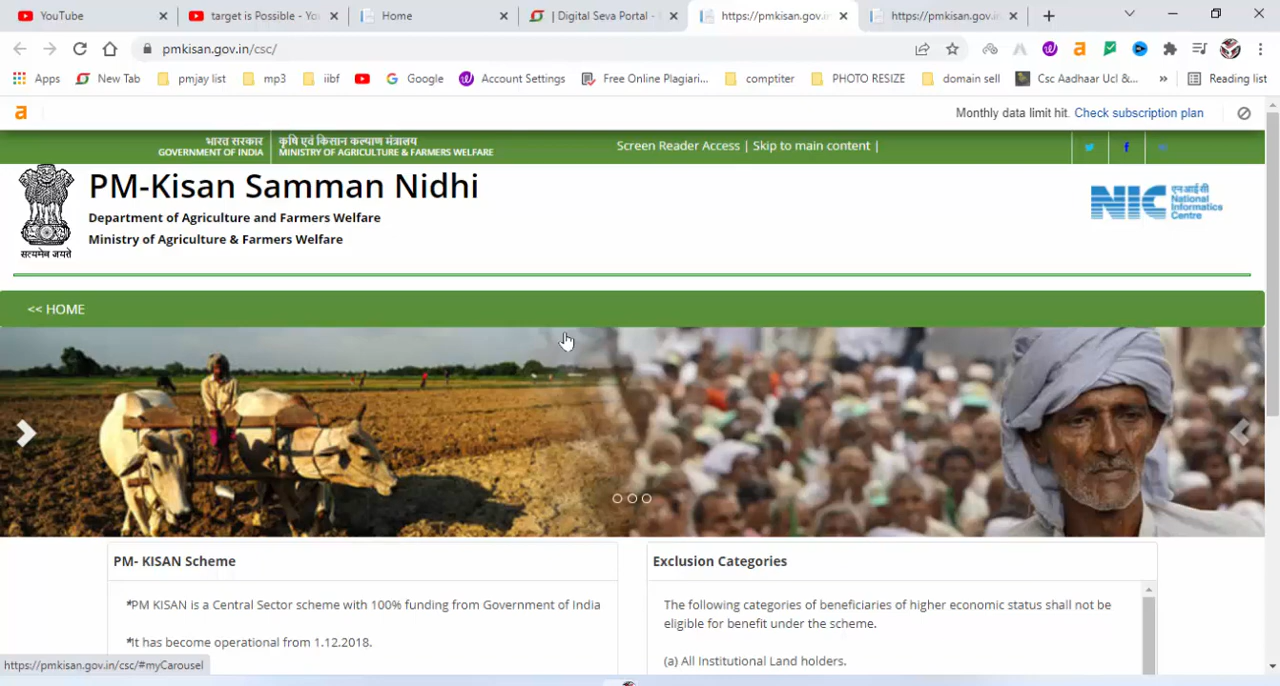 YouTube
target is Possible - Yo
Home
| Digital Seva Portal -
https://pmkisan.gov.in
https://pmkisan.gov.in
pmkisan.gov.in/csc/
Apps
New Tab
pmjay list
mp3
iibf
Google
Account Settings
Free Online Plagiari...
comptiter
PHOTO RESIZE
domain sell
Csc Aadhaar Ucl &...
»
Reading list
a
Monthly data limit hit. Check subscription plan
भारत सरकार
GOVERNMENT OF INDIA
कृषि एवं किसान कल्याण मंत्रालय
MINISTRY OF AGRICULTURE & FARMERS WELFARE
Screen Reader Access | Skip to main content |
PM-Kisan Samman Nidhi
Department of Agriculture and Farmers Welfare
Ministry of Agriculture & Farmers Welfare
सत्यमेव जयते
NIC
एन आई सी
National
Informatics
Centre
<< HOME
PM- KISAN Scheme
*PM KISAN is a Central Sector scheme with 100% funding from Government of India
*It has become operational from 1.12.2018.
Exclusion Categories
The following categories of beneficiaries of higher economic status shall not be
eligible for benefit under the scheme.
(a) All Institutional Land holders.
https://pmkisan.gov.in/csc/#myCarousel